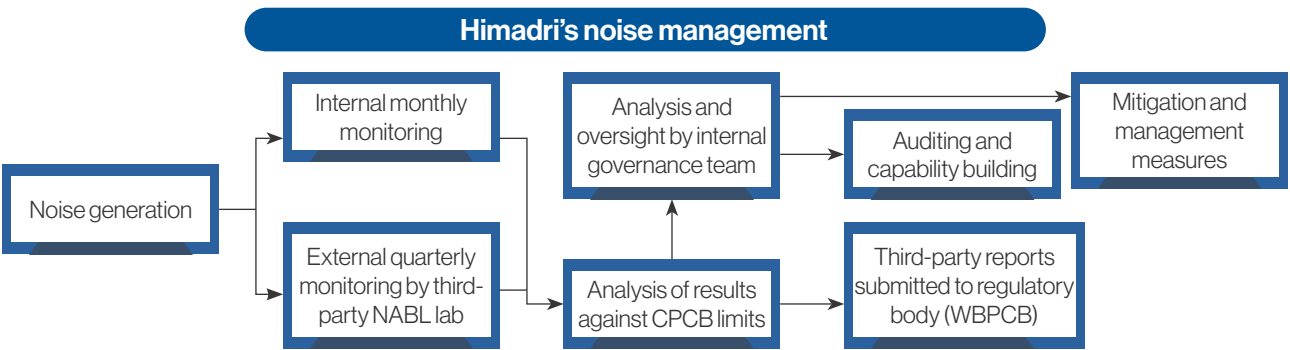 Himadri's noise management
Noise generation
Internal monthly
monitoring
External quarterly
monitoring by third-
party NABL lab
Analysis and
oversight by internal
governance team
Analysis of results
against CPCB limits
Auditing and
capability building
Third-party reports
submitted to regulatory
body (WBPCB)
Mitigation and
management
measures